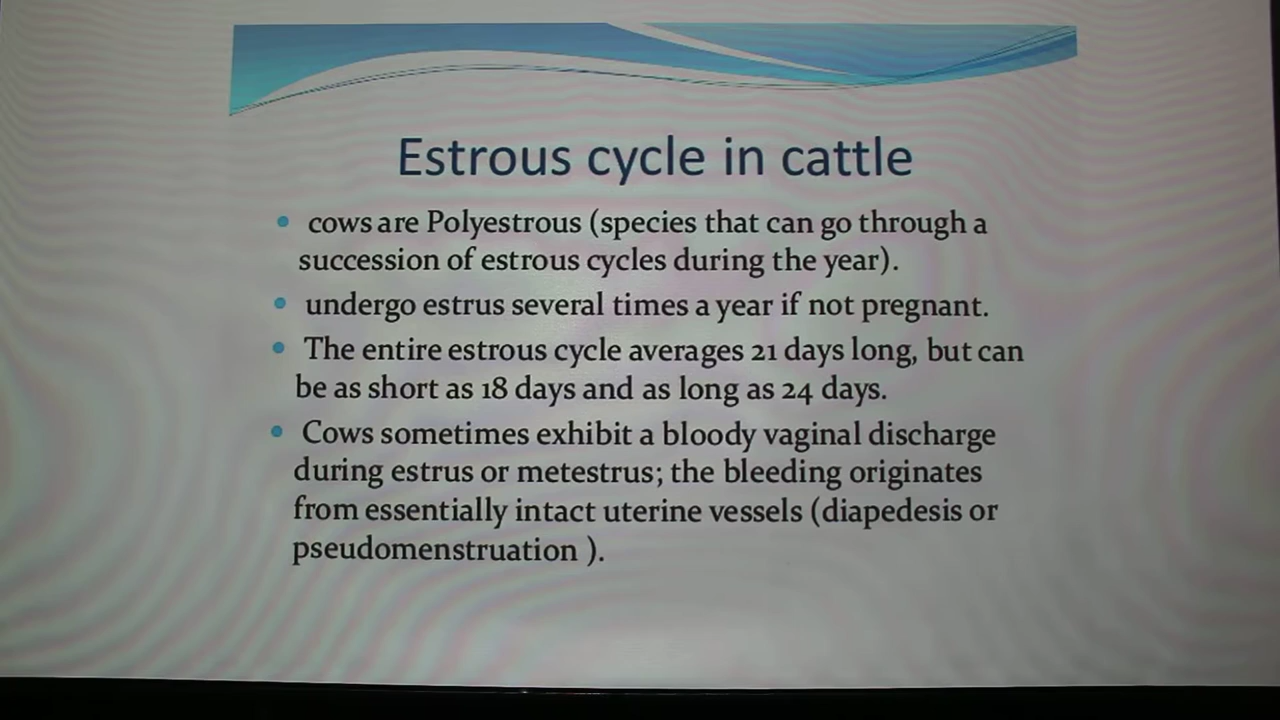 Estrous cycle in cattle
cows are Polyestrous (species that can go through a
succession of estrous cycles during the year).
undergo estrus several times a year if not pregnant.
The entire estrous cycle averages 21 days long, but can
be as short as 18 days and as long as 24 days.
Cows sometimes exhibit a bloody vaginal discharge
during estrus or metestrus; the bleeding originates
from essentially intact uterine vessels (diapedesis or
pseudomenstruation ).